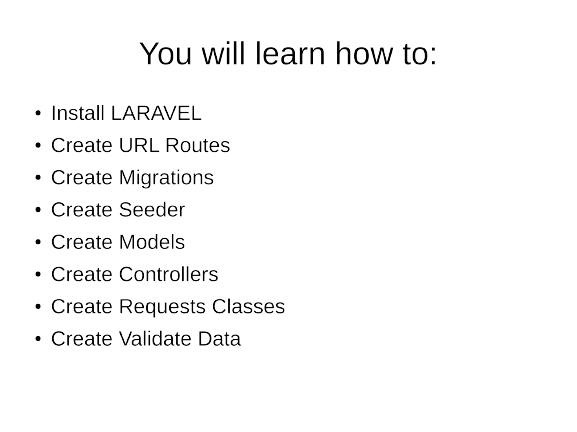 You will learn how to:
• Install LARAVEL
• Create URL Routes
• Create Migrations
• Create Seeder
• Create Models
• Create Controllers
• Create Requests Classes
• Create Validate Data